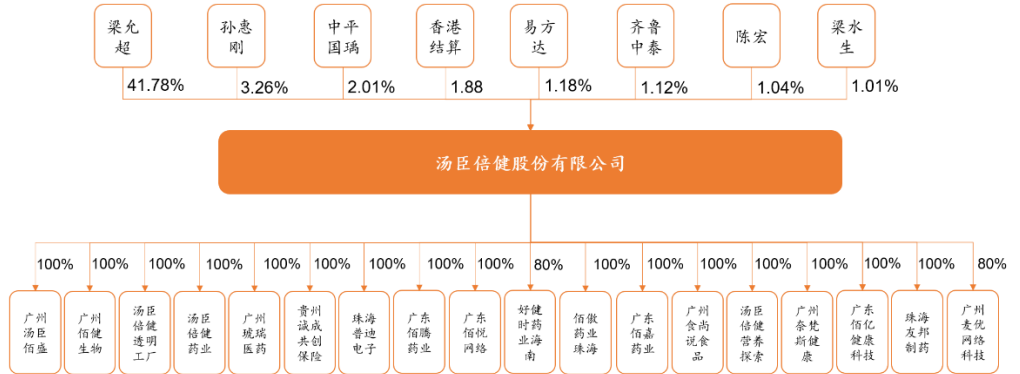 梁允
超
孙惠
刚
中平
国瑀
香港
结算
易方
达
齐鲁
中泰
陈宏
梁水
生
41.78%
3.26%
2.01%
1.88
1.18%
1.12%
1.04%
1.01%
汤臣倍健股份有限公司
100%
100%
100%
100%
100%
100%
100%
100%
100%
80%
100%
100%
100%
100%
100%
100%
100%
80%
广州
汤臣
佰盛
广州
佰健
生物
汤臣
倍健
透明
工厂
汤臣
倍健
药业
广州
琥瑞
医药
贵州
诚成
共创
保险
珠海
普迪
电子
广东
佰腾
药业
广东
佰悦
网络
好健
时药
业海
南
佰傲
药业
珠海
广东
佰嘉
药业
广州
食尚
说食
品
汤臣
倍健
营养
探索
广州
奈梵
斯健
康
广东
佰亿
健康
科技
珠海
友邦
制药
广州
麦优
网络
科技